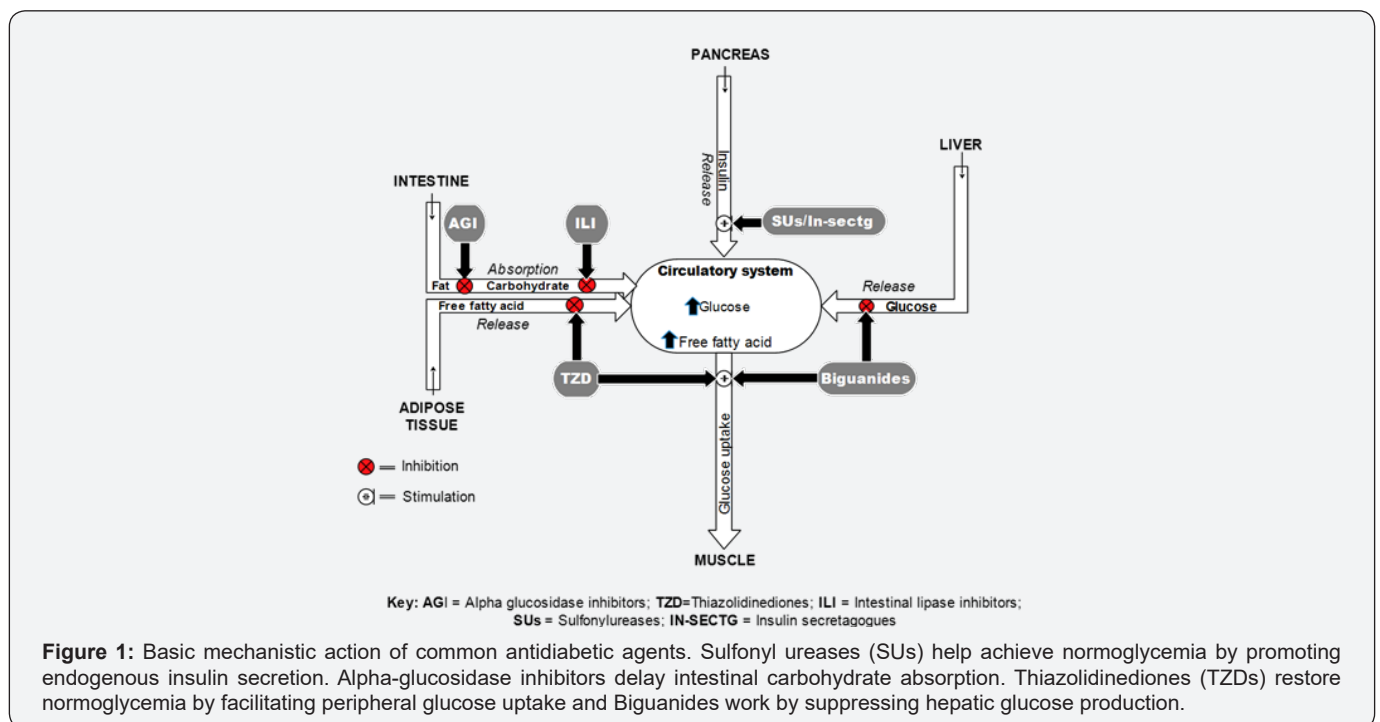 PANCREAS
LIVER
INTESTINE
Insulin
Release
AGI
ILI
SUs/In-sectg
Absorption
Fat
Carbohydrate
Circulatory system
Glucose
Free fatty acid
Release
Glucose
Free fatty acid
Release
TZD
Biguanides
ADIPOSE
TISSUE
Glucose uptake
Inhibition
Stimulation
MUSCLE
Key: AGI = Alpha glucosidase inhibitors; TZD=Thiazolidinediones; ILI = Intestinal lipase inhibitors;
SUs = Sulfonylureases; IN-SECTG = Insulin secretagogues
Figure 1: Basic mechanistic action of common antidiabetic agents. Sulfonyl ureases (SUs) help achieve normoglycemia by promoting
endogenous insulin secretion. Alpha-glucosidase inhibitors delay intestinal carbohydrate absorption. Thiazolidinediones (TZDs) restore
normoglycemia by facilitating peripheral glucose uptake and Biguanides work by suppressing hepatic glucose production.